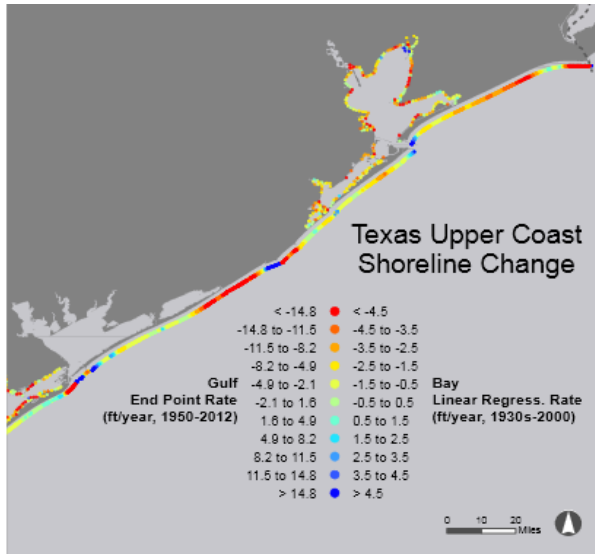 Texas Upper Coast
Shoreline Change
< -14.8 < -4.5
-14.8 to -11.5 -4.5 to -3.5
-11.5 to -8.2 -3.5 to -2.5
-8.2 to -4.9 -2.5 to -1.5
Gulf -4.9 to -2.1 -1.5 to -0.5 Bay
End Point Rate -2.1 to 1.6 -0.5 to 0.5 Linear Regress. Rate
(ft/year, 1950-2012) 1.6 to 4.9 0.5 to 1.5 (ft/year, 1930s-2000)
4.9 to 8.2 1.5 to 2.5
8.2 to 11.5 2.5 to 3.5
11.5 to 14.8 3.5 to 4.5
> 14.8 > 4.5
0 10 20
Miles